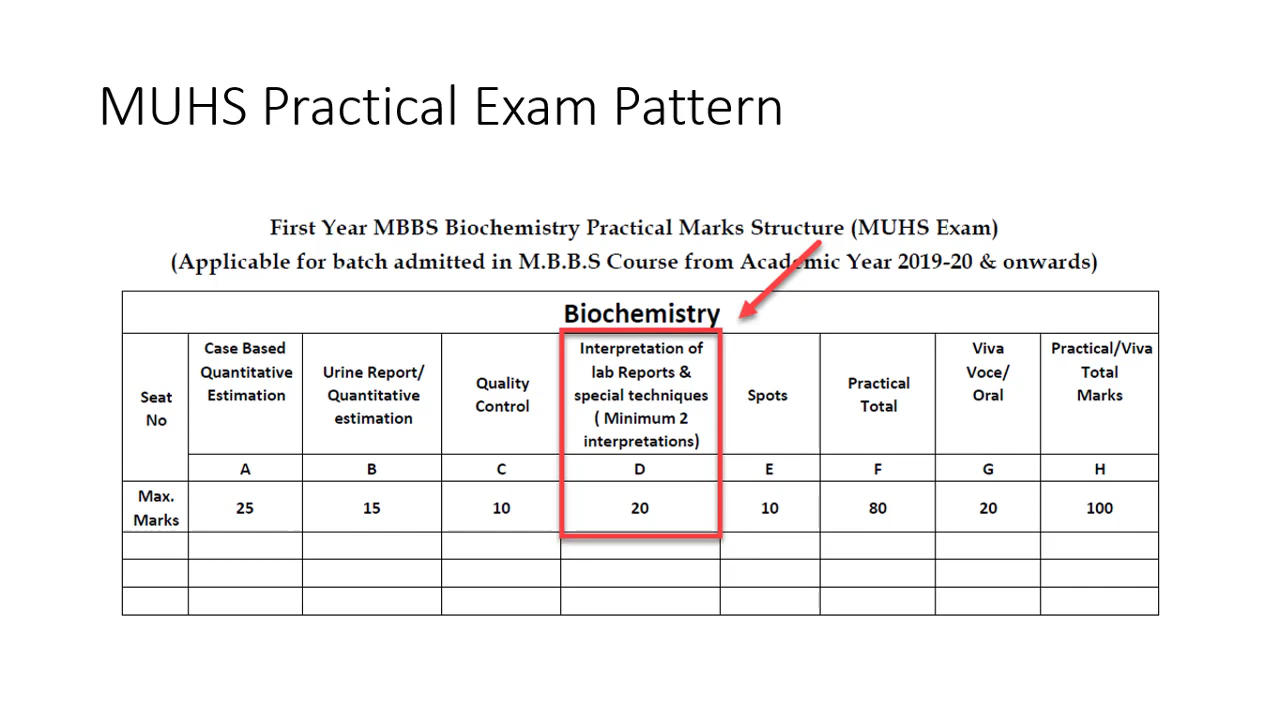 MUHS Practical Exam Pattern
First Year MBBS Biochemistry Practical Marks Structure (MUHS Exam)
(Applicable for batch admitted in M.B.B.S Course from Academic Year 2019-20 & onwards)
Biochemistry
Seat
No
Case Based
Quantitative
Estimation
Urine Report/
Quantitative
estimation
Quality
Control
Interpretation of
lab Reports &
special techniques
( Minimum 2
interpretations)
Spots
Practical
Total
Viva
Voce/
Oral
Practical/Viva
Total
Marks
A B C D E F G H
Max.
Marks
25 15 10 20 10 80 20 100